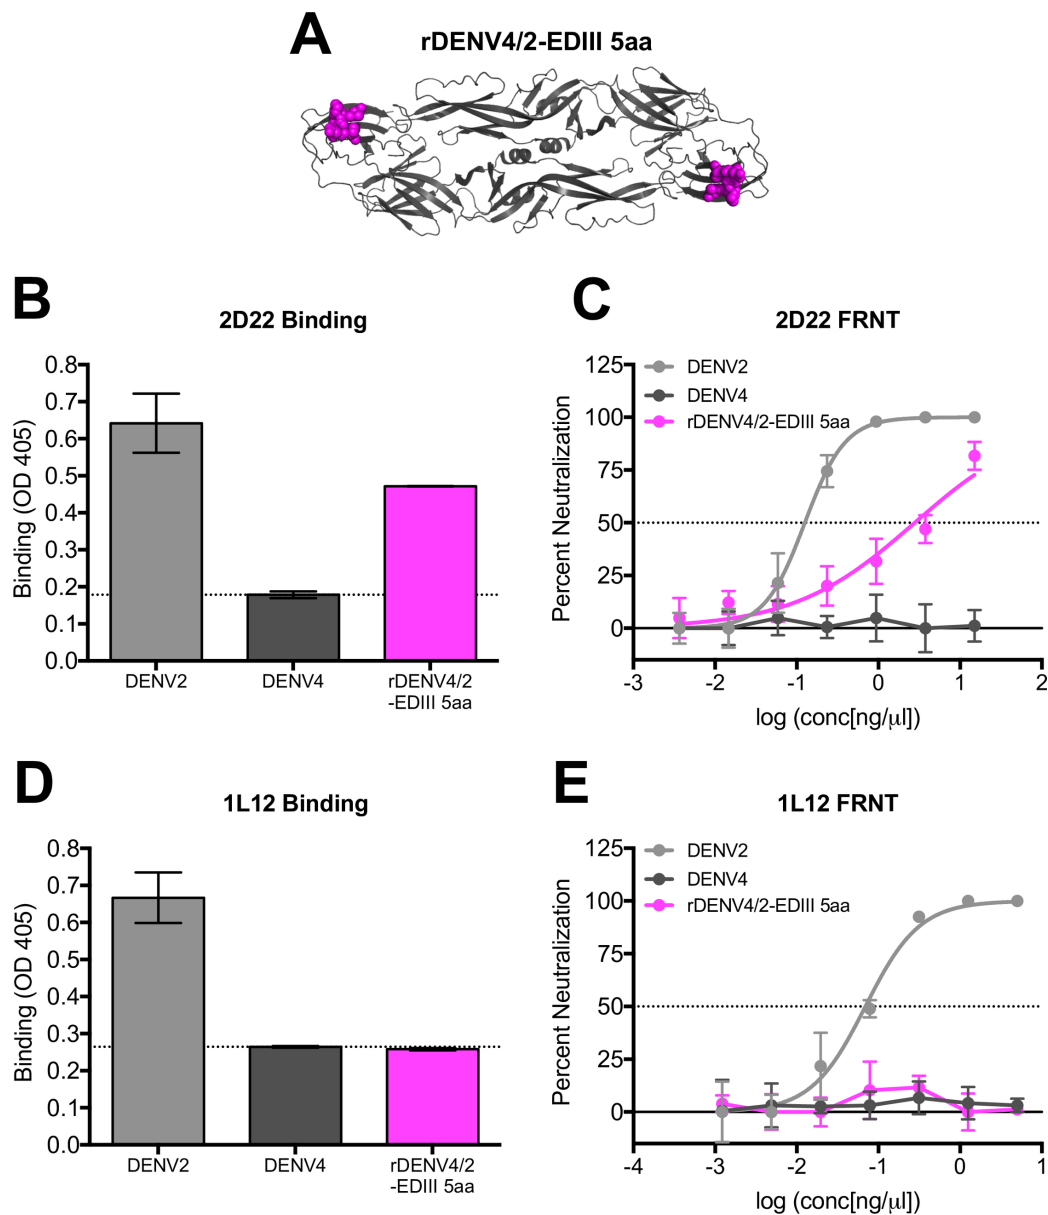 A
rDENV4/2-EDIII 5aa
B
2D22 Binding
Binding (OD 405)
0.8
0.7
0.6
0.5
0.4
0.3
0.2
0.1
0.0
DENV2
DENV4
rDENV4/2
-EDIII 5aa
C
2D22 FRNT
DENV2
DENV4
rDENV4/2-EDIII 5aa
Percent Neutralization
125
100
75
50
25
0
-3
-2
-1
0
1
2
log (conc[ng/μl])
D
1L12 Binding
Binding (OD 405)
0.8
0.7
0.6
0.5
0.4
0.3
0.2
0.1
0.0
DENV2
DENV4
rDENV4/2
-EDIII 5aa
E
1L12 FRNT
DENV2
DENV4
rDENV4/2-EDIII 5aa
Percent Neutralization
125
100
75
50
25
0
-4
-3
-2
-1
0
1
log (conc[ng/μl])